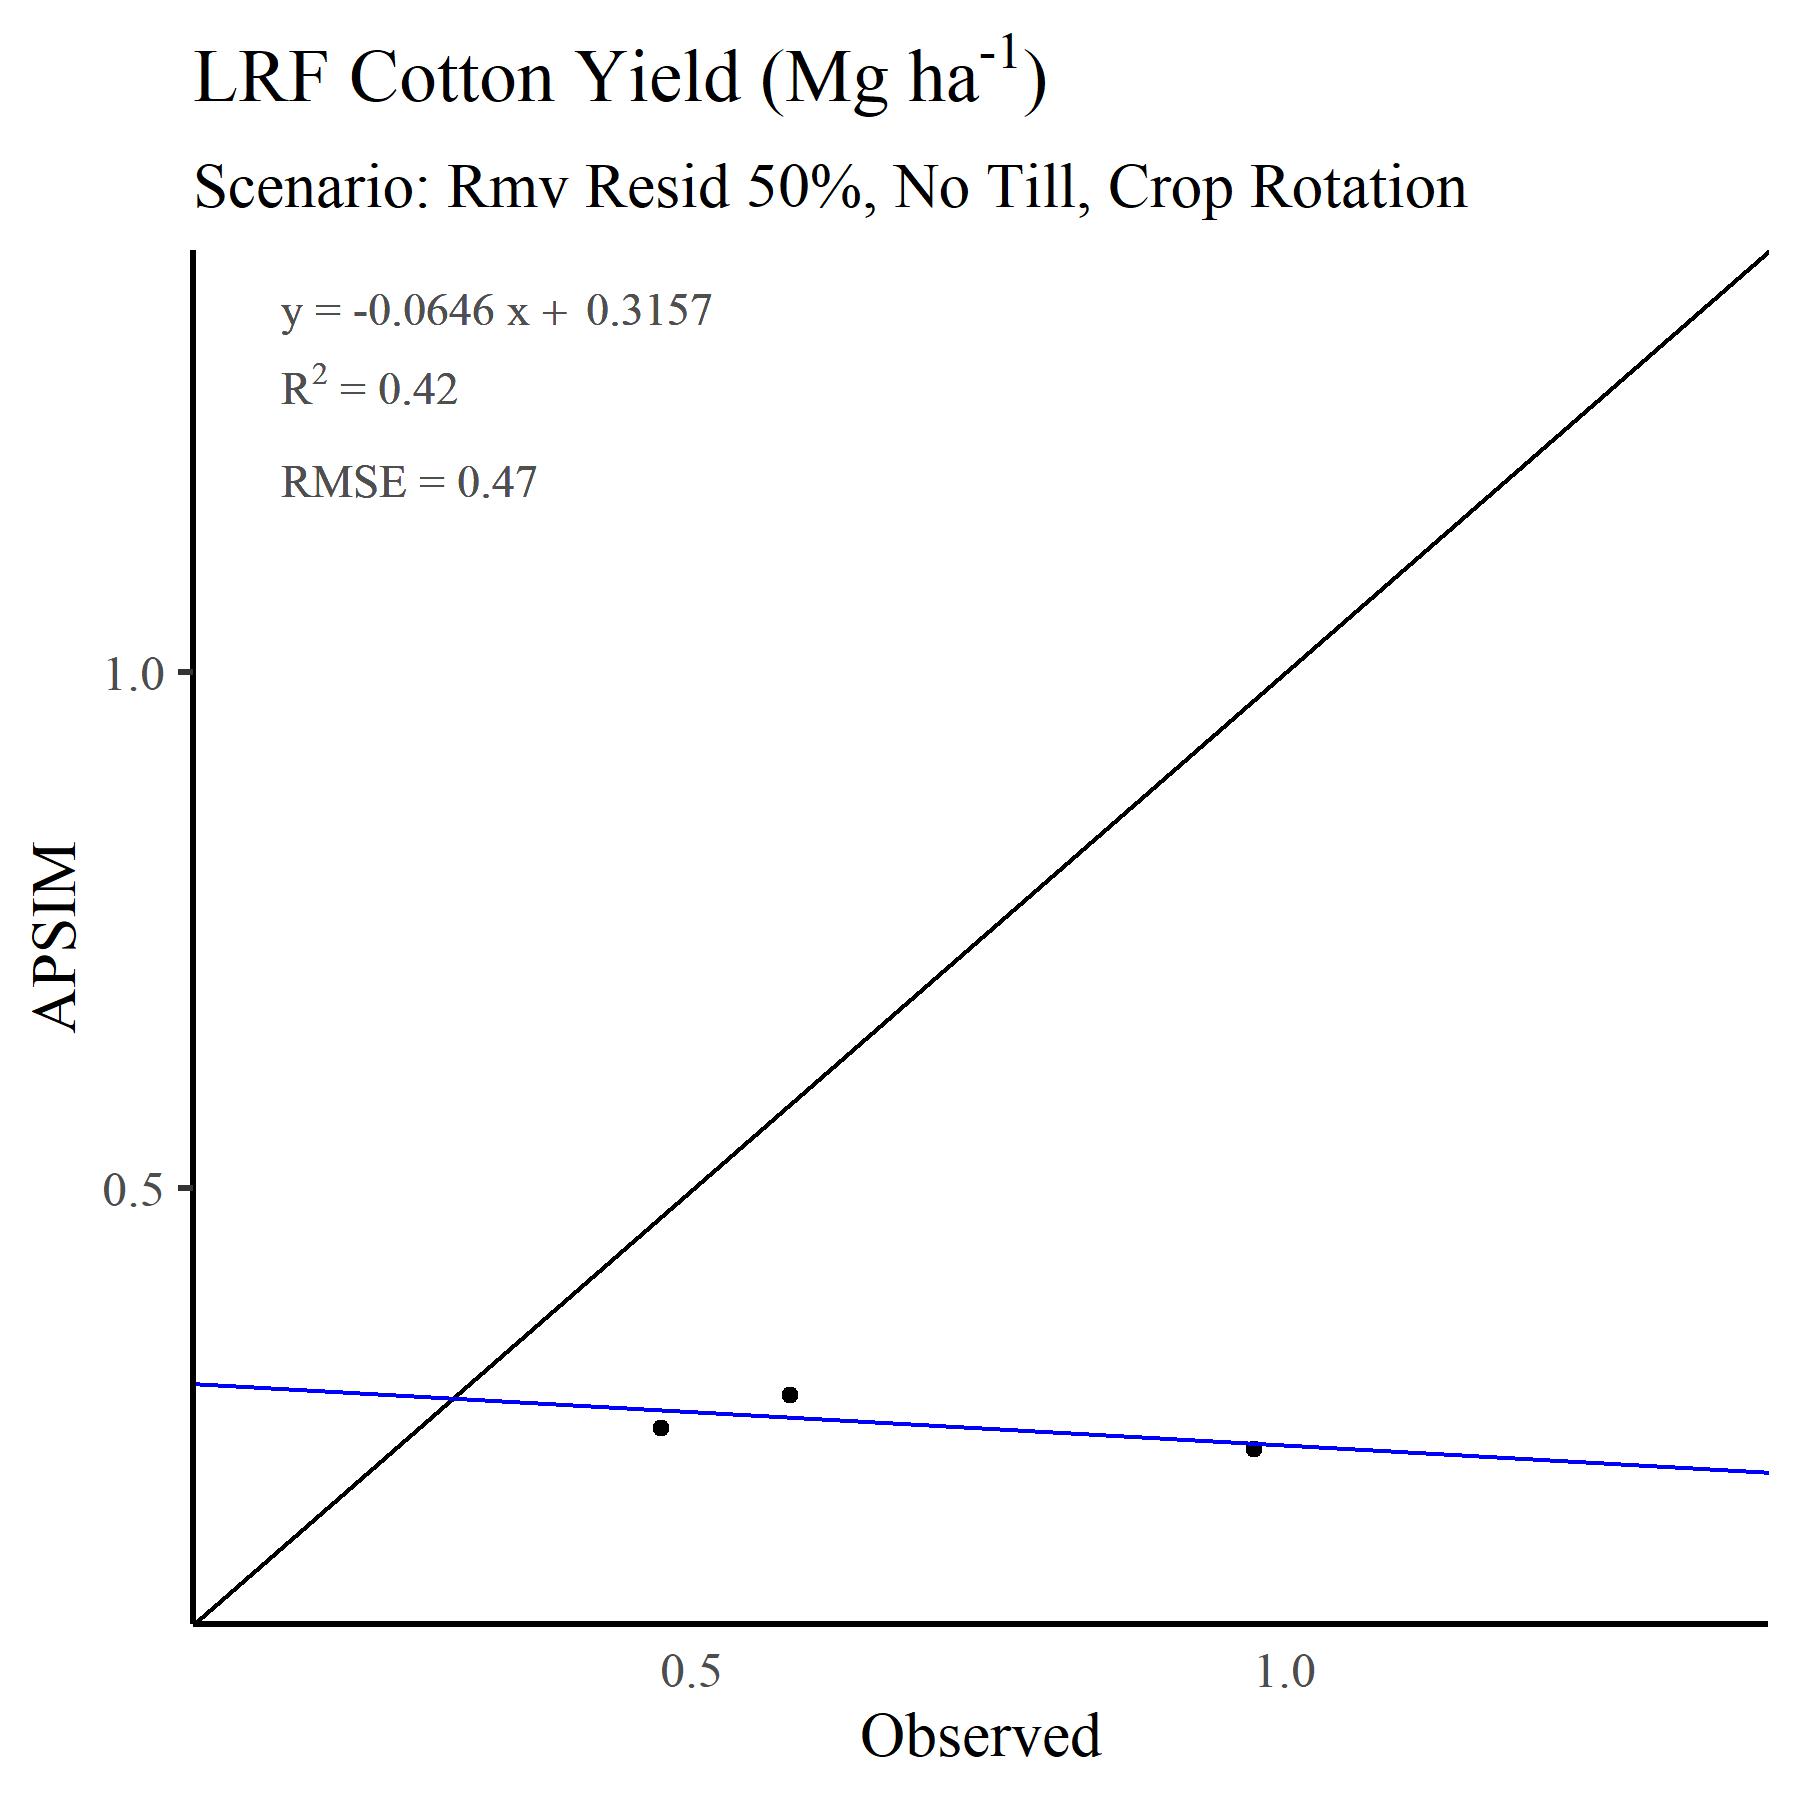 LRF Cotton Yield (Mg ha⁻¹)
Scenario: Rmv Resid 50%, No Till, Crop Rotation
y = -0.0646 x + 0.3157
R² = 0.42
RMSE = 0.47
1.0
0.5
APSIM
0.5 1.0
Observed